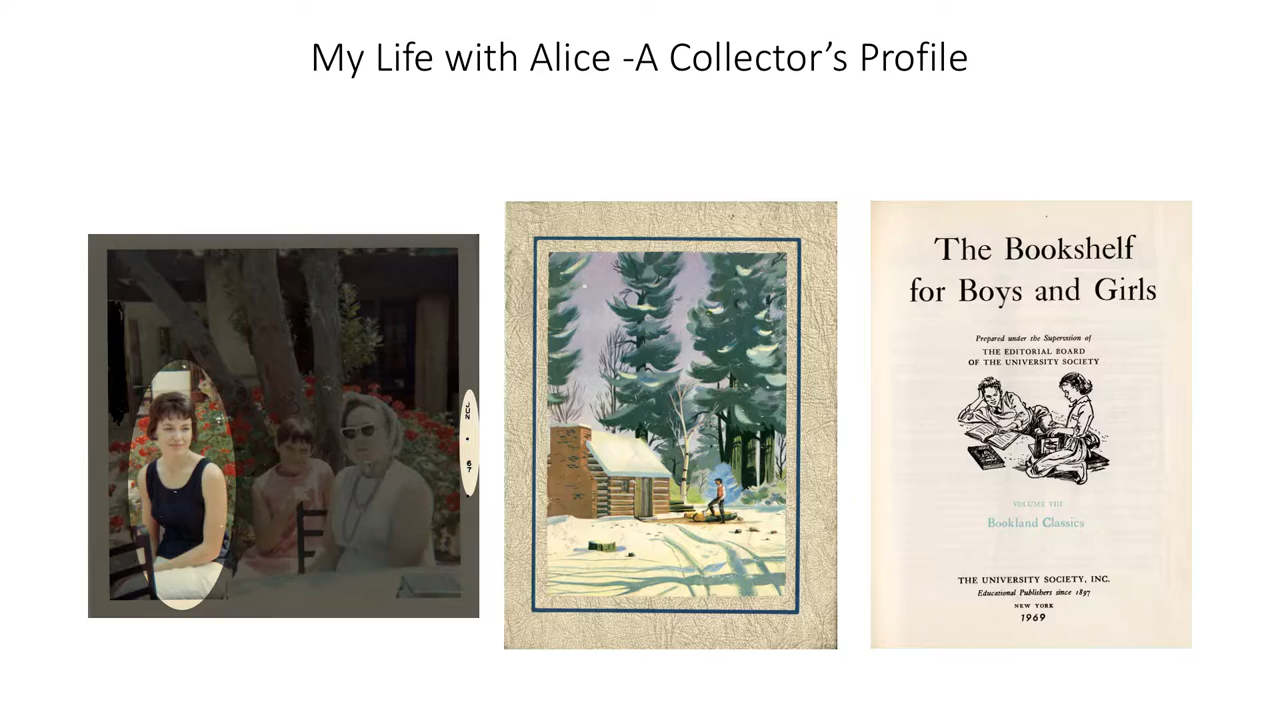 My Life with Alice -A Collector’s Profile
JUN • 67
The Bookshelf
for Boys and Girls
Prepared under the Supervision of
THE EDITORIAL BOARD
OF THE UNIVERSITY SOCIETY
VOLUME VIII
Bookland Classics
THE UNIVERSITY SOCIETY, INC.
Educational Publishers since 1897
NEW YORK
1969